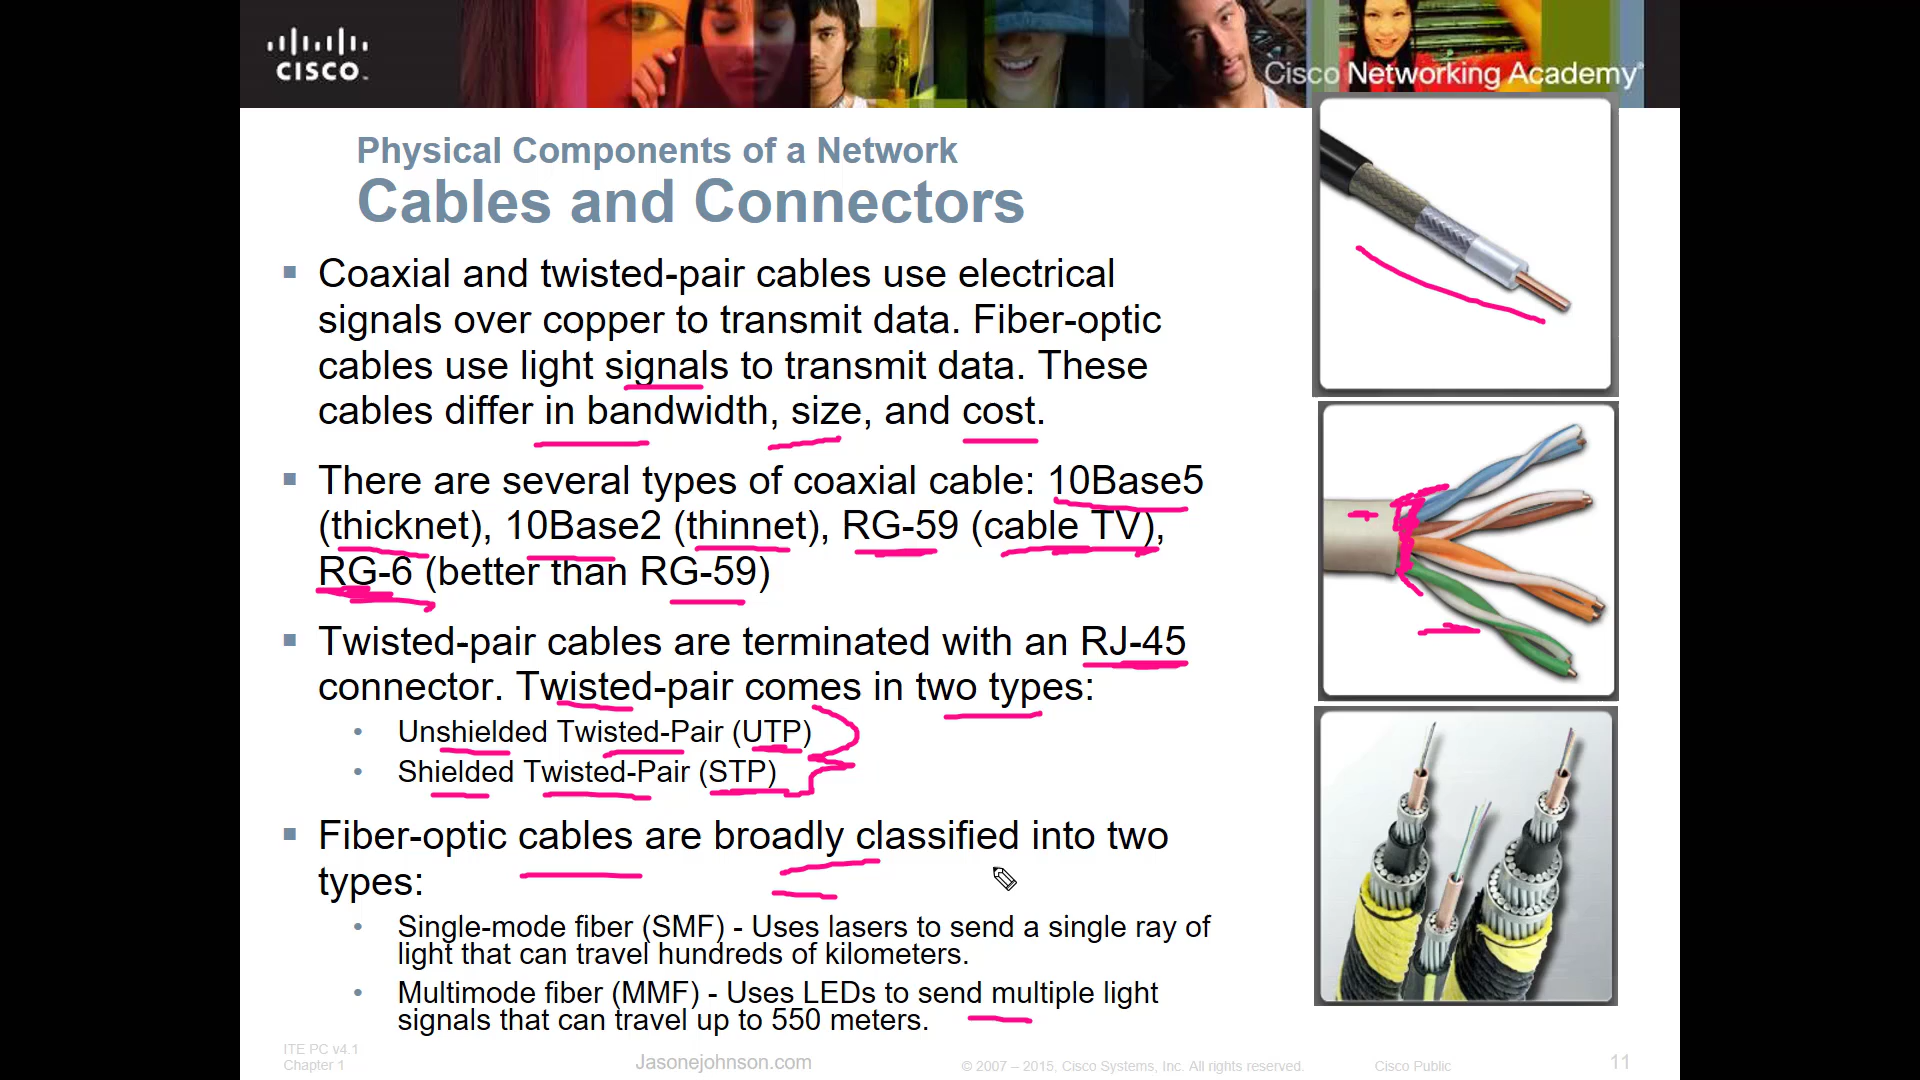 CISCO
Cisco Networking Academy
Physical Components of a Network
Cables and Connectors
Coaxial and twisted-pair cables use electrical
signals over copper to transmit data. Fiber-optic
cables use light signals to transmit data. These
cables differ in bandwidth, size, and cost.
There are several types of coaxial cable: 10Base5
(thicknet), 10Base2 (thinnet), RG-59 (cable TV),
RG-6 (better than RG-59)
Twisted-pair cables are terminated with an RJ-45
connector. Twisted-pair comes in two types:
Unshielded Twisted-Pair (UTP)
Shielded Twisted-Pair (STP)
Fiber-optic cables are broadly classified into two
types:
Single-mode fiber (SMF) - Uses lasers to send a single ray of
light that can travel hundreds of kilometers.
Multimode fiber (MMF) - Uses LEDs to send multiple light
signals that can travel up to 550 meters.
ITE PC v4.1
Chapter 1
Jasonejohnson.com
© 2007 – 2015, Cisco Systems, Inc. All rights reserved.
Cisco Public
11